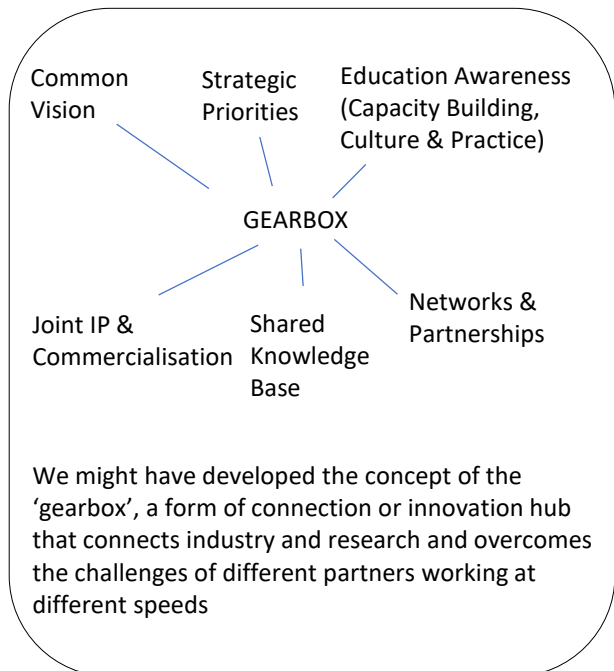 Common
Vision
Strategic
Priorities
Education Awareness
(Capacity Building,
Culture & Practice)
GEARBOX
Joint IP &
Commercialisation
Shared
Knowledge
Base
Networks &
Partnerships
We might have developed the concept of the
‘gearbox’, a form of connection or innovation hub
that connects industry and research and overcomes
the challenges of different partners working at
different speeds